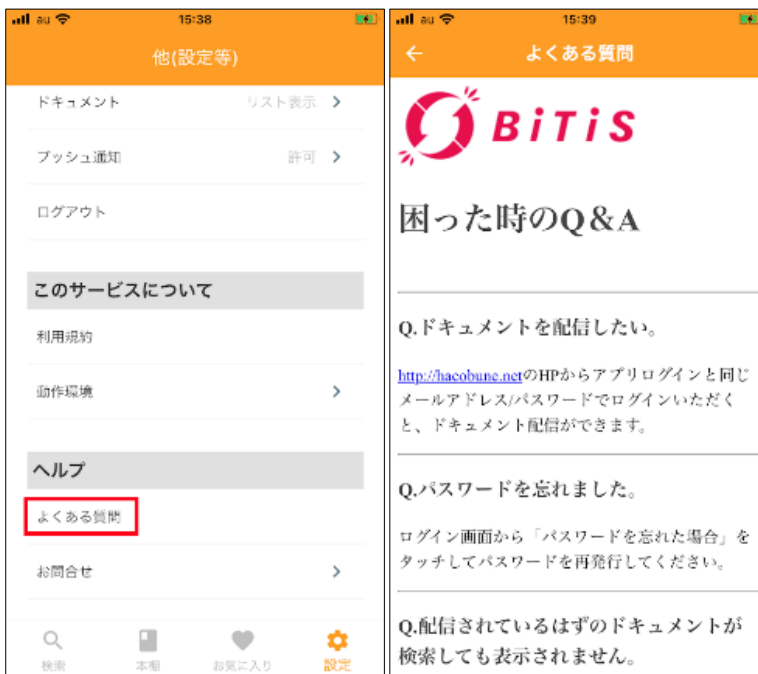 au
15:38
他(設定等)
ドキュメント
リスト表示
プッシュ通知
許可
ログアウト
このサービスについて
利用規約
動作環境
ヘルプ
よくある質問
お問合せ
検索
本棚
お気に入り
設定
au
15:39
よくある質問
BiTiS
困った時のQ&A
Q.ドキュメントを配信したい。
http://hacobune.netのHPからアプリログインと同じ
メールアドレス/パスワードでログインいただく
と、ドキュメント配信ができます。
Q.パスワードを忘れました。
ログイン画面から「パスワードを忘れた場合」を
タッチしてパスワードを再発行してください。
Q.配信されているはずのドキュメントが
検索しても表示されません。